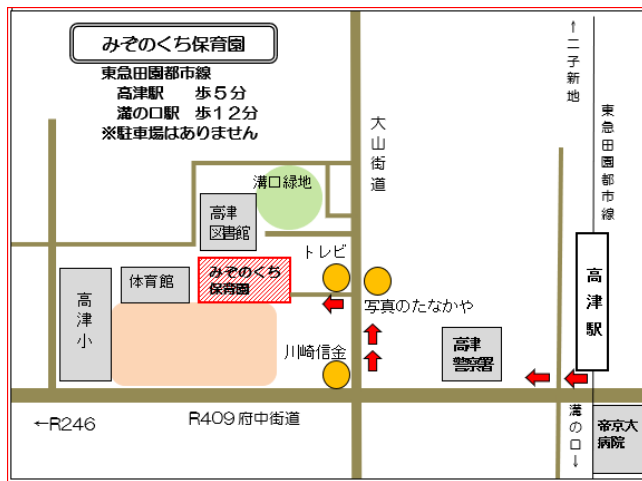 みぞのくち保育園
東急田園都市線
高津駅　歩５分
溝の口駅　歩１２分
※駐車場はありません
↑二子新地
東急田園都市線
大山街道
溝口緑地
高津
図書館
トレビ
みぞのくち
保育園
体育館
高津小
写真のたなかや
高津駅
川崎信金
高津
警察署
←R246
R409府中街道
溝の口↓
帝京大
病院